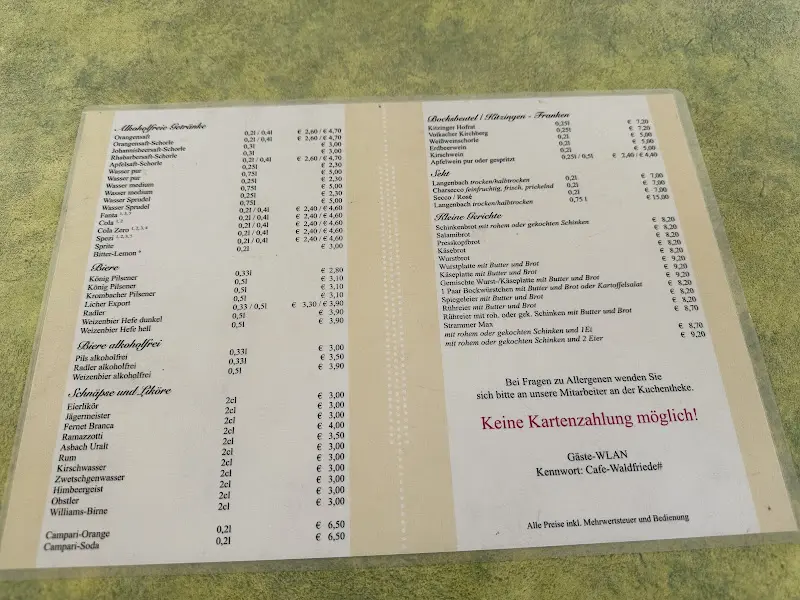 Alkoholfreie Getränke
Orangensaft 0,2l / 0,4l € 2,60 / € 4,70
Orangensaft-Schorle 0,2l / 0,4l € 2,60 / € 4,70
Johannisbeersaft-Schorle 0,3l € 3,00
Rhabarbersaft-Schorle 0,3l € 3,00
Apfelsaft-Schorle 0,2l / 0,4l € 2,60 / € 4,70
Wasser pur 0,25l € 2,30
Wasser pur 0,75l € 5,00
Wasser medium 0,25l € 2,30
Wasser medium 0,75l € 5,00
Wasser Sprudel 0,25l € 2,30
Wasser Sprudel 0,75l € 5,00
Fanta 0,2l / 0,4l € 2,40 / € 4,60
Cola 0,2l / 0,4l € 2,40 / € 4,60
Cola Zero 0,2l / 0,4l € 2,40 / € 4,60
Spezi 0,2l / 0,4l € 2,40 / € 4,60
Sprite 0,2l / 0,4l € 2,40 / € 4,60
Bitter-Lemon 0,2l € 3,00
Biere
König Pilsener 0,33l € 2,80
König Pilsener 0,5l € 3,10
Krombacher Pilsener 0,5l € 3,10
Licher Export 0,5l € 3,10
Radler 0,33 / 0,5l € 3,30 / € 3,90
Weizenbier Hefe dunkel 0,5l € 3,90
Weizenbier Hefe hell 0,5l € 3,90
Biere alkoholfrei
Pils alkoholfrei 0,33l € 3,00
Radler alkoholfrei 0,33l € 3,50
Weizenbier alkoholfrei 0,5l € 3,90
Schnäpse und Liköre
Eierlikör 2cl € 3,00
Jägermeister 2cl € 3,00
Fernet Branca 2cl € 3,00
Ramazzotti 2cl € 4,00
Asbach Uralt 2cl € 3,50
Rum 2cl € 3,00
Kirschwasser 2cl € 3,00
Zwetschgenwasser 2cl € 3,00
Himbeergeist 2cl € 3,00
Obstler 2cl € 3,00
Williams-Birne 2cl € 3,00
Campari-Orange 0,2l € 6,50
Campari-Soda 0,2l € 6,50
Bocksbeutel / Kitzingen - Franken
Kitzinger Hofrat 0,25l € 7,20
Volkacher Kirchberg 0,25l € 7,20
Weißweinschorle 0,2l € 5,00
Erdbeerwein 0,2l € 5,00
Kirschwein 0,2l € 5,00
Apfelwein pur oder gespritzt 0,25l / 0,5l € 2,40 / € 4,40
Sekt
Langenbach trocken/halbtrocken 0,2l € 7,00
Charsecco feinfruchtig, frisch, prickelnd 0,2l € 7,00
Secco / Rosé 0,2l € 7,00
Langenbach trocken/halbtrocken 0,75 l € 15,00
Kleine Gerichte
Schinkenbrot mit rohem oder gekochten Schinken € 8,20
Salamibrot € 8,20
Presskopfbrot € 8,20
Käsebrot € 8,20
Wurstbrot € 8,20
Wurstplatte mit Butter und Brot € 9,20
Käseplatte mit Butter und Brot € 9,20
Gemischte Wurst-/Käseplatte mit Butter und Brot € 9,20
1 Paar Bockwürstchen mit Butter und Brot oder Kartoffelsalat € 8,20
Spiegeleier mit Butter und Brot € 8,20
Rühreier mit Butter und Brot € 8,20
Rühreier mit roh. oder gek. Schinken mit Butter und Brot € 8,70
Strammer Max
mit rohem oder gekochten Schinken und 1Ei € 8,70
mit rohem oder gekochten Schinken und 2 Eier € 9,20
Bei Fragen zu Allergenen wenden Sie
sich bitte an unsere Mitarbeiter an der Kuchentheke.
Keine Kartenzahlung möglich!
Gäste-WLAN
Kennwort: Cafe-Waldfriede#
Alle Preise inkl. Mehrwertsteuer und Bedienung